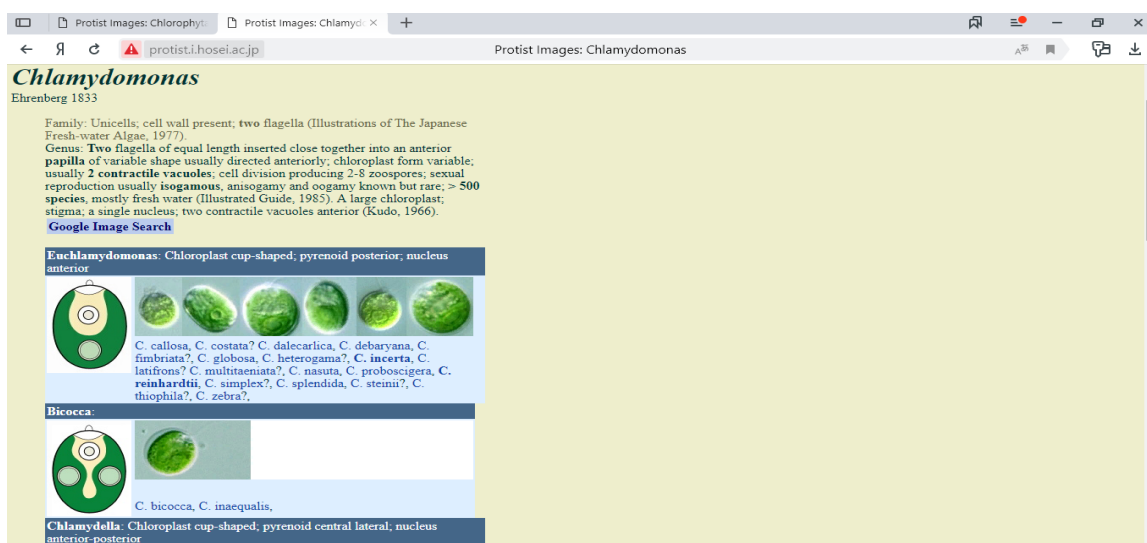 Protist Images: Chlorophyt
Protist Images: Chlamyd
Я
protist.i.hosei.ac.jp
Protist Images: Chlamydomonas
Chlamydomonas
Ehrenberg 1833
Family: Unicells; cell wall present; two flagella (Illustrations of The Japanese
Fresh-water Algae, 1977).
Genus: Two flagella of equal length inserted close together into an anterior
papilla of variable shape usually directed anteriorly; chloroplast form variable;
usually 2 contractile vacuoles; cell division producing 2-8 zoospores; sexual
reproduction usually isogamous, anisogamy and oogamy known but rare; > 500
species, mostly fresh water (Illustrated Guide, 1985). A large chloroplast;
stigma; a single nucleus; two contractile vacuoles anterior (Kudo, 1966).
Google Image Search
Euchlamydomonas: Chloroplast cup-shaped; pyrenoid posterior; nucleus
anterior
C. callosa, C. costata? C. dalecarlica, C. debaryana, C.
fimbriata?, C. globosa, C. heterogama?, C. incerta, C.
latifrons? C. multitaeniata?, C. nasuta, C. proboscigera, C.
reinhardtii, C. simplex?, C. splendida, C. steinii?, C.
thiophila?, C. zebra?,
Bicocca:
C. bicocca, C. inaequalis,
Chlamydella: Chloroplast cup-shaped; pyrenoid central lateral; nucleus
anterior-posterior